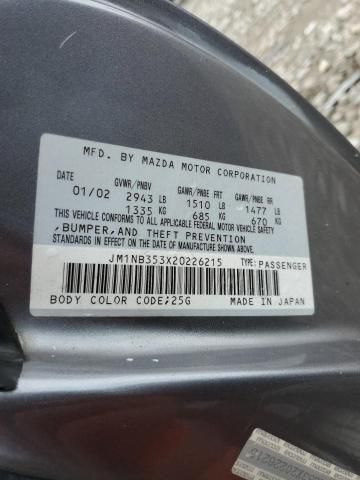 MFD. BY MAZDA MOTOR CORPORATION
DATE GVWR/PNBV GAWR/PNBE FRT GAWR/PNBE RR
01/02 2943 LB 1510 LB 1477 LB
1335 KG 685 KG 670 KG
THIS VEHICLE CONFORMS TO ALL APPLICABLE FEDERAL MOTOR VEHICLE SAFETY
,BUMPER,AND THEFT PREVENTION
STANDARDS IN EFFECT ON THE DATE OF MANUFACTURE SHOWN ABOVE.
JM1NB353X20226215 TYPE:PASSENGER
BODY COLOR CODE;25G MADE IN JAPAN